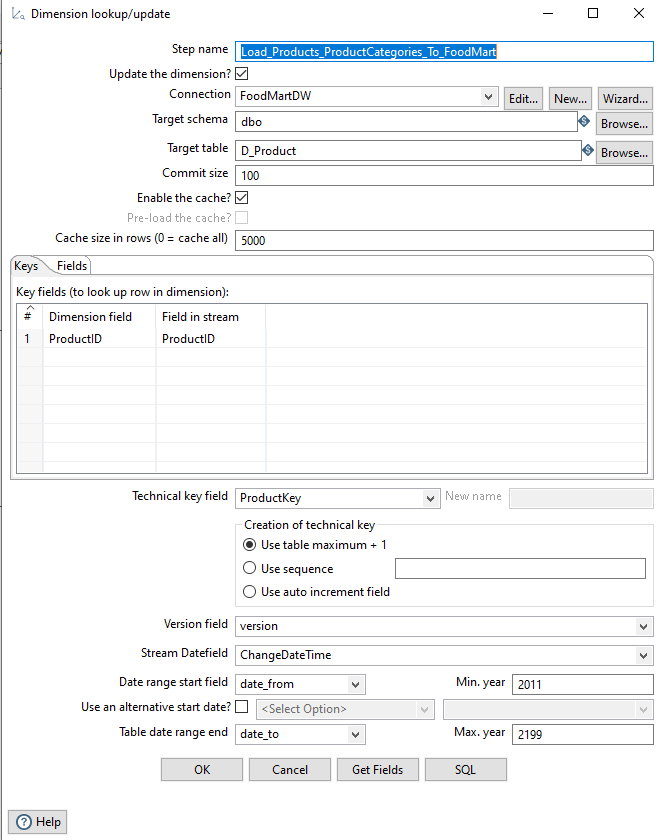 Dimension lookup/update
Step name Load_Products_ProductCategories_To_FoodMart
Update the dimension?
Connection FoodMartDW Edit... New... Wizard...
Target schema dbo Browse...
Target table D_Product Browse...
Commit size 100
Enable the cache?
Pre-load the cache?
Cache size in rows (0 = cache all) 5000
Keys Fields
Key fields (to look up row in dimension):
# Dimension field Field in stream
1 ProductID ProductID
Technical key field ProductKey New name
Creation of technical key
Use table maximum + 1
Use sequence
Use auto increment field
Version field version
Stream Datefield ChangeDateTime
Date range start field date_from Min. year 2011
Use an alternative start date? <Select Option>
Table date range end date_to Max. year 2199
OK Cancel Get Fields SQL
Help